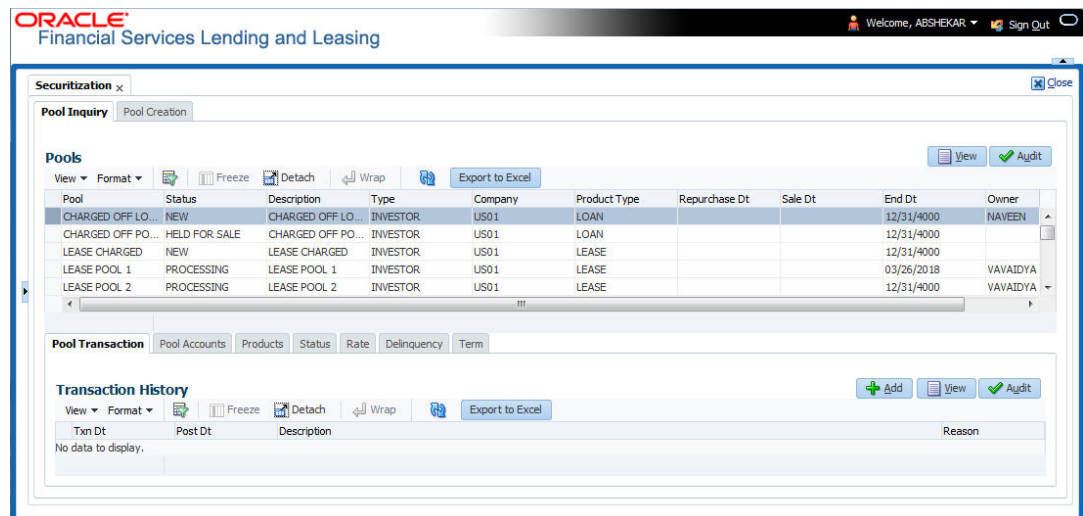 ORACLE
Welcome, ABSHEKAR Sign Out
Financial Services Lending and Leasing
Securitization
Close
Pool Inquiry Pool Creation
Pools
View Audit
View Format Freeze Detach Wrap Export to Excel
Pool Status Description Type Company Product Type Repurchase Dt Sale Dt End Dt Owner
CHARGED OFF LO... NEW CHARGED OFF LO... INVESTOR US01 LOAN 12/31/4000 NAVEEN
CHARGED OFF PO... HELD FOR SALE CHARGED OFF PO... INVESTOR US01 LOAN 12/31/4000
LEASE CHARGED NEW LEASE CHARGED INVESTOR US01 LEASE 12/31/4000
LEASE POOL 1 PROCESSING LEASE POOL 1 INVESTOR US01 LEASE 03/26/2018 VAVAIDYA
LEASE POOL 2 PROCESSING LEASE POOL 2 INVESTOR US01 LEASE 12/31/4000 VAVAIDYA
Pool Transaction Pool Accounts Products Status Rate Delinquency Term
Transaction History
Add View Audit
View Format Freeze Detach Wrap Export to Excel
Txn Dt Post Dt Description Reason
No data to display.